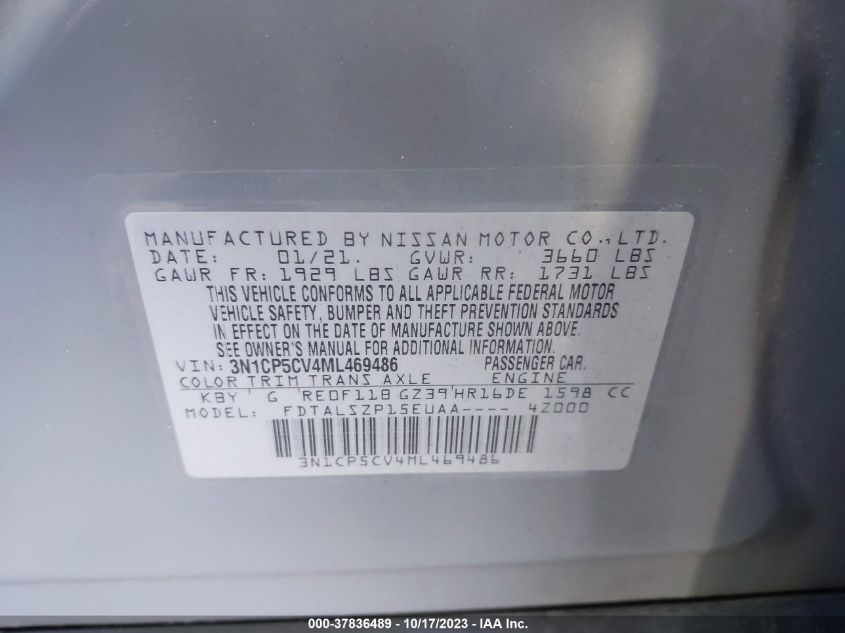 MANUFACTURED BY NISSAN MOTOR CO., LTD.
DATE: 01/21. GVWR: 3660 LBS
GAWR FR: 1929 LBS GAWR RR: 1731 LBS
THIS VEHICLE CONFORMS TO ALL APPLICABLE FEDERAL MOTOR
VEHICLE SAFETY, BUMPER AND THEFT PREVENTION STANDARDS
IN EFFECT ON THE DATE OF MANUFACTURE SHOWN ABOVE.
SEE OWNER'S MANUAL FOR ADDITIONAL INFORMATION.
VIN: 3N1CP5CV4ML469486 PASSENGER CAR.
COLOR TRIM TRANS AXLE ENGINE
KBY G RE0F11B GZ39 HR16DE 1598 CC
MODEL: FDTALSZP15EUAA---- 4Z000
3N1CP5CV4ML469486
000-37836489 - 10/17/2023 - IAA Inc.